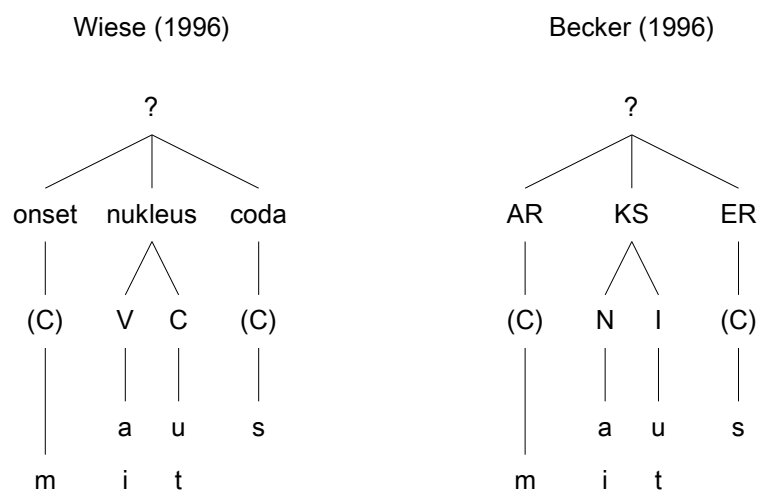 Wiese (1996) Becker (1996)
? ?
onset nukleus coda AR KS ER
(C) V C (C) (C) N I (C)
a u s a u s
m i t m i t